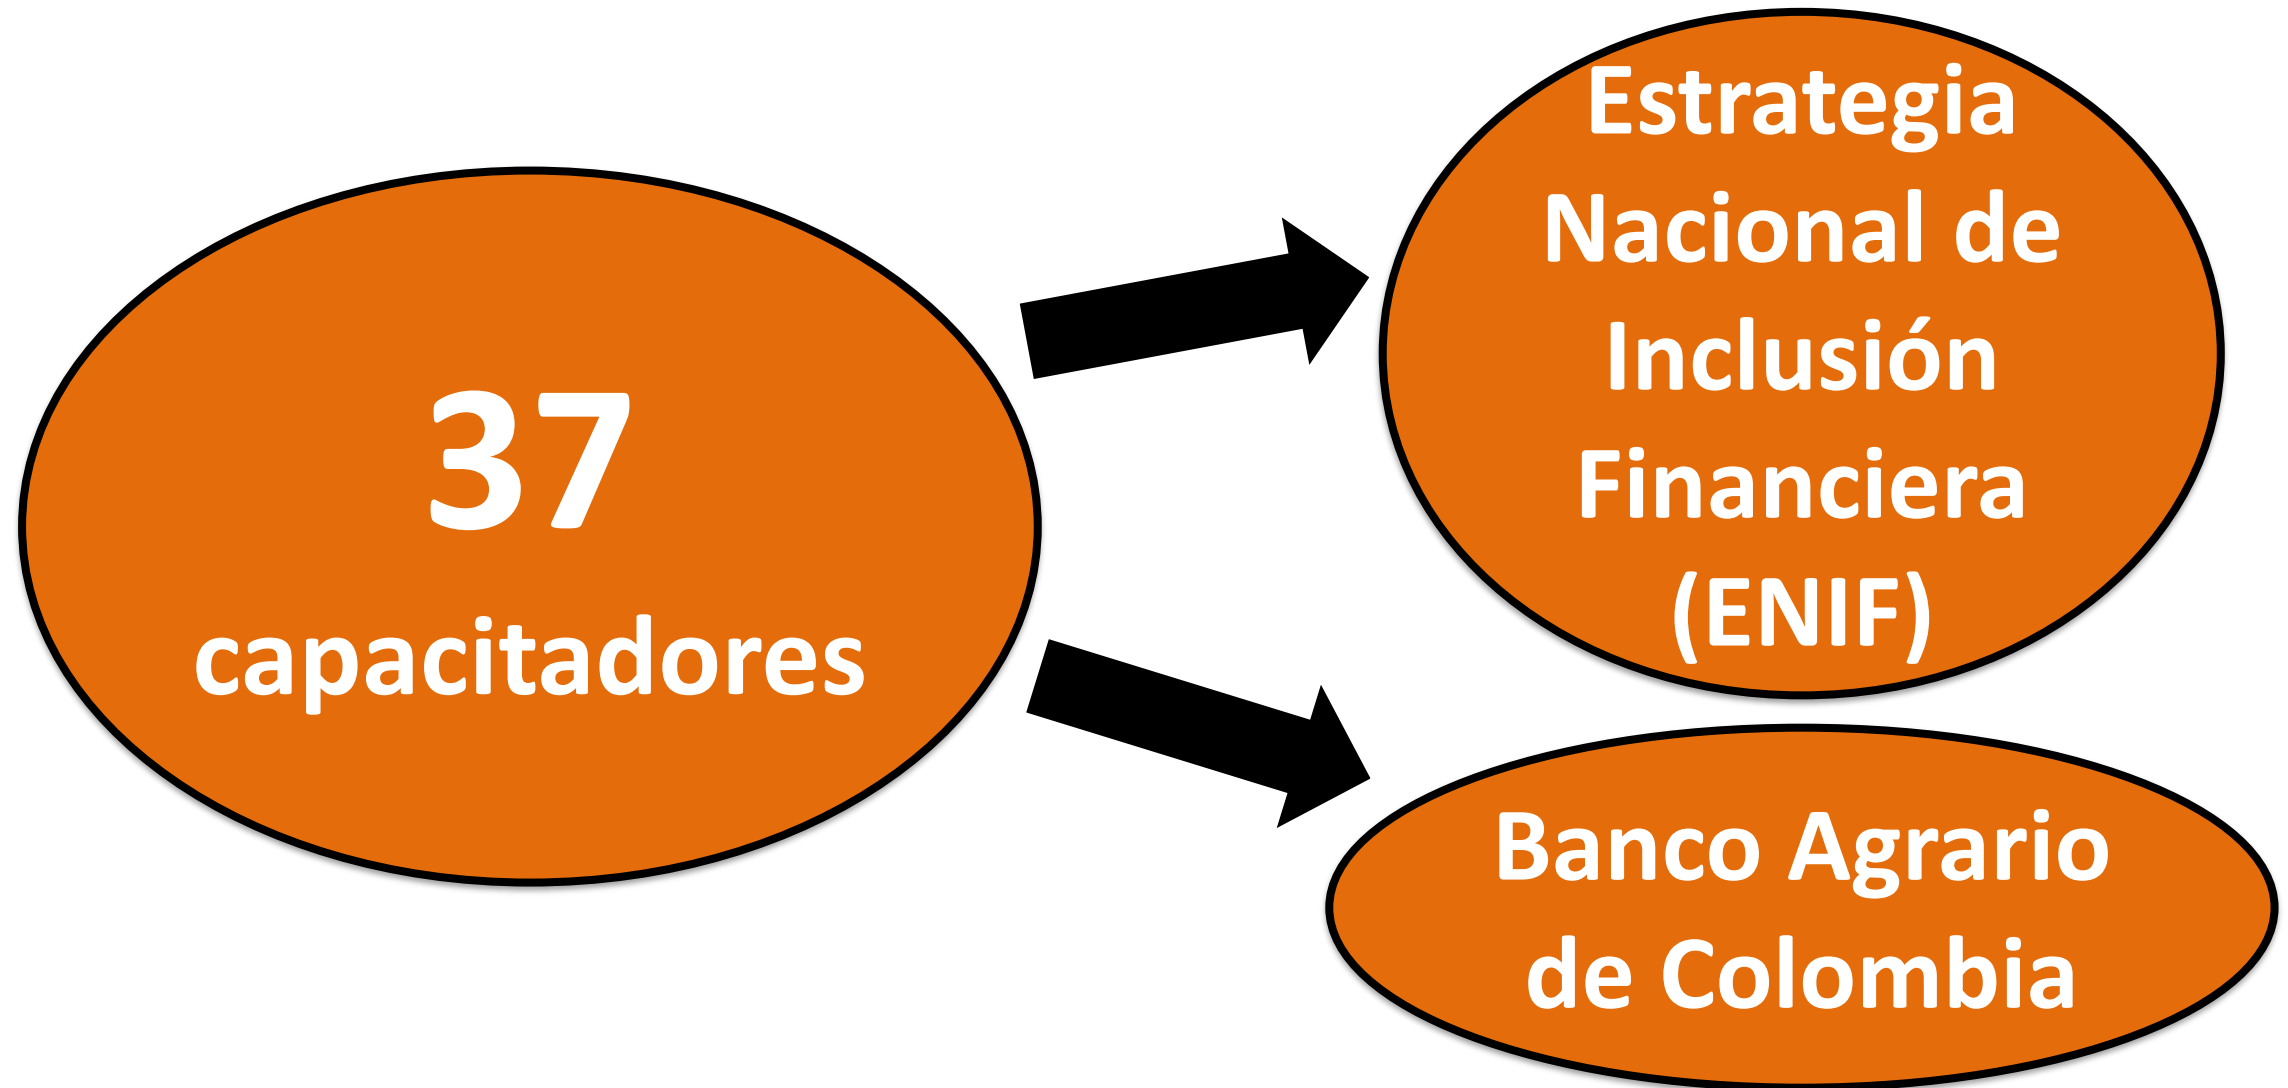 37
capacitadores
Estrategia
Nacional de
Inclusión
Financiera
(ENIF)
Banco Agrario
de Colombia